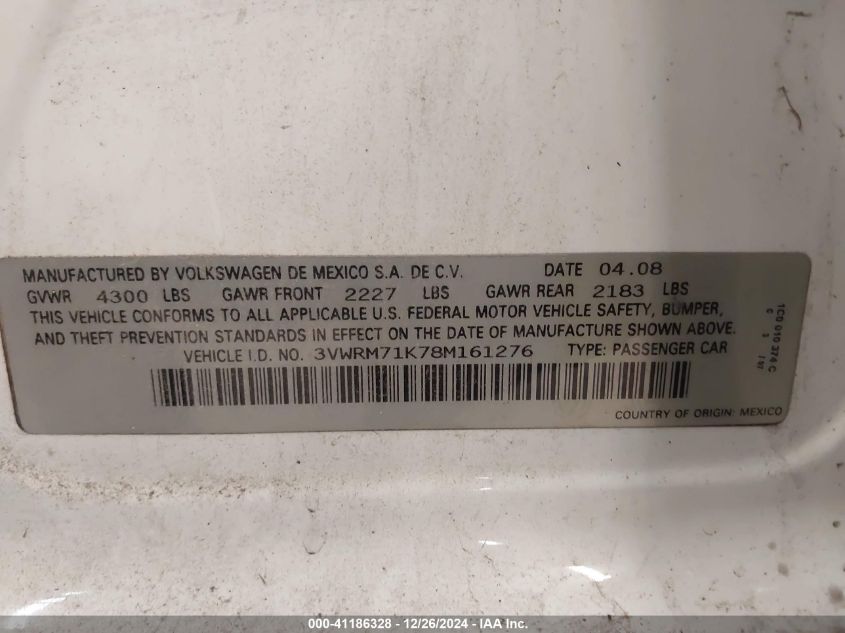 MANUFACTURED BY VOLKSWAGEN DE MEXICO S.A. DE C.V. DATE 04.08
GVWR 4300 LBS GAWR FRONT 2227 LBS GAWR REAR 2183 LBS
THIS VEHICLE CONFORMS TO ALL APPLICABLE U.S. FEDERAL MOTOR VEHICLE SAFETY, BUMPER,
AND THEFT PREVENTION STANDARDS IN EFFECT ON THE DATE OF MANUFACTURE SHOWN ABOVE.
VEHICLE I.D. NO. 3VWRM71K78M161276 TYPE: PASSENGER CAR
COUNTRY OF ORIGIN: MEXICO
1C0 010 374 C
000-41186328 - 12/26/2024 - IAA Inc.